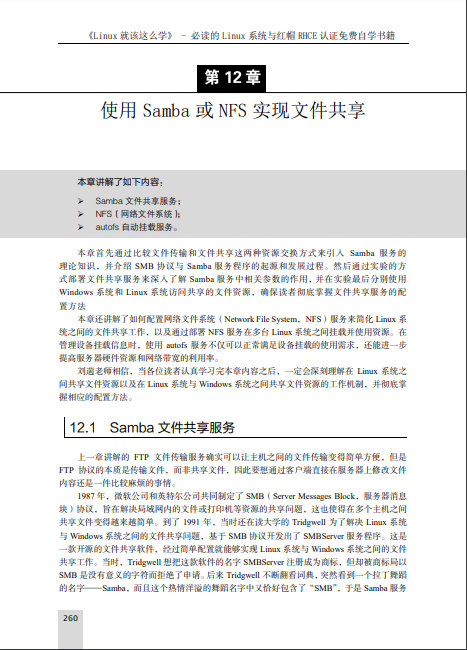 《Linux 就该这么学》 - 必读的 Linux 系统与红帽 RHCE 认证免费自学书籍
第 12 章
使用 Samba 或 NFS 实现文件共享
本章讲解了如下内容：
➢ Samba 文件共享服务；
➢ NFS（网络文件系统）；
➢ autofs 自动挂载服务。
本章首先通过比较文件传输和文件共享这两种资源交换方式来引入 Samba 服务的
理论知识，并介绍 SMB 协议与 Samba 服务程序的起源和发展过程。然后通过实验的方
式部署文件共享服务来深入了解 Samba 服务中相关参数的作用，并在实验最后分别使用
Windows 系统和 Linux 系统访问共享的文件资源，确保读者彻底掌握文件共享服务的配
置方法
本章还讲解了如何配置网络文件系统（Network File System，NFS）服务来简化 Linux 系
统之间的文件共享工作，以及通过部署 NFS 服务在多台 Linux 系统之间挂载并使用资源。在
管理设备挂载信息时，使用 autofs 服务不仅可以正常满足设备挂载的使用需求，还能进一步
提高服务器硬件资源和网络带宽的利用率。
刘遄老师相信，当各位读者认真学习完本章内容之后，一定会深刻理解在 Linux 系统之
间共享文件资源以及在 Linux 系统与 Windows 系统之间共享文件资源的工作机制，并彻底掌
握相应的配置方法。
12.1 Samba 文件共享服务
上一章讲解的 FTP 文件传输服务确实可以让主机之间的文件传输变得简单方便，但是
FTP 协议的本质是传输文件，而非共享文件，因此要想通过客户端直接在服务器上修改文件
内容还是一件比较麻烦的事情。
1987 年，微软公司和英特尔公司共同制定了 SMB（Server Messages Block，服务器消息
块）协议，旨在解决局域网内的文件或打印机等资源的共享问题，这也使得在多个主机之间
共享文件变得越来越简单。到了 1991 年，当时还在读大学的 Tridgwell 为了解决 Linux 系统
与 Windows 系统之间的文件共享问题，基于 SMB 协议开发出了 SMBServer 服务程序。这是
一款开源的文件共享软件，经过简单配置就能够实现 Linux 系统与 Windows 系统之间的文件
共享工作。当时，Tridgwell 想把这款软件的名字 SMBServer 注册成为商标，但却被商标局以
SMB 是没有意义的字符而拒绝了申请。后来 Tridgwell 不断翻看词典，突然看到一个拉丁舞蹈
的名字——Samba，而且这个热情洋溢的舞蹈名字中又恰好包含了“SMB”，于是 Samba 服务
260